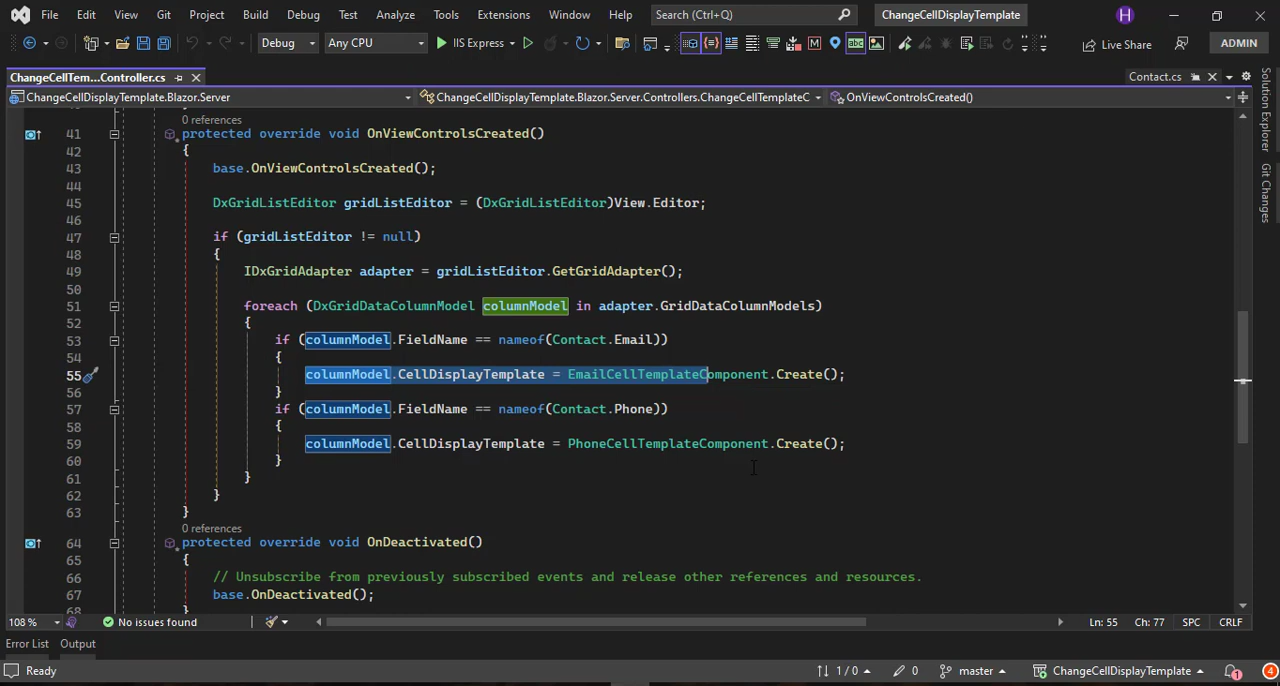 File Edit View Git Project Build Debug Test Analyze Tools Extensions Window Help Search (Ctrl+Q) ChangeCellDisplayTemplate H
Debug Any CPU IIS Express Live Share ADMIN
ChangeCellTem...Controller.cs Contact.cs
ChangeCellDisplayTemplate.Blazor.Server ChangeCellDisplayTemplate.Blazor.Server.Controllers.ChangeCellTemplateC OnViewControlsCreated()
0 references
41 protected override void OnViewControlsCreated()
42 {
43 base.OnViewControlsCreated();
44
45 DxGridListEditor gridListEditor = (DxGridListEditor)View.Editor;
46
47 if (gridListEditor != null)
48 {
49 IDxGridAdapter adapter = gridListEditor.GetGridAdapter();
50
51 foreach (DxGridDataColumnModel columnModel in adapter.GridDataColumnModels)
52 {
53 if (columnModel.FieldName == nameof(Contact.Email))
54 {
55 columnModel.CellDisplayTemplate = EmailCellTemplateComponent.Create();
56 }
57 if (columnModel.FieldName == nameof(Contact.Phone))
58 {
59 columnModel.CellDisplayTemplate = PhoneCellTemplateComponent.Create();
60 }
61 }
62 }
63 }
0 references
64 protected override void OnDeactivated()
65 {
66 // Unsubscribe from previously subscribed events and release other references and resources.
67 base.OnDeactivated();
68 }
108 % No issues found Ln: 55 Ch: 77 SPC CRLF
Error List Output
Ready 1 / 0 0 master ChangeCellDisplayTemplate 1 4
Solution Explorer
Git Changes